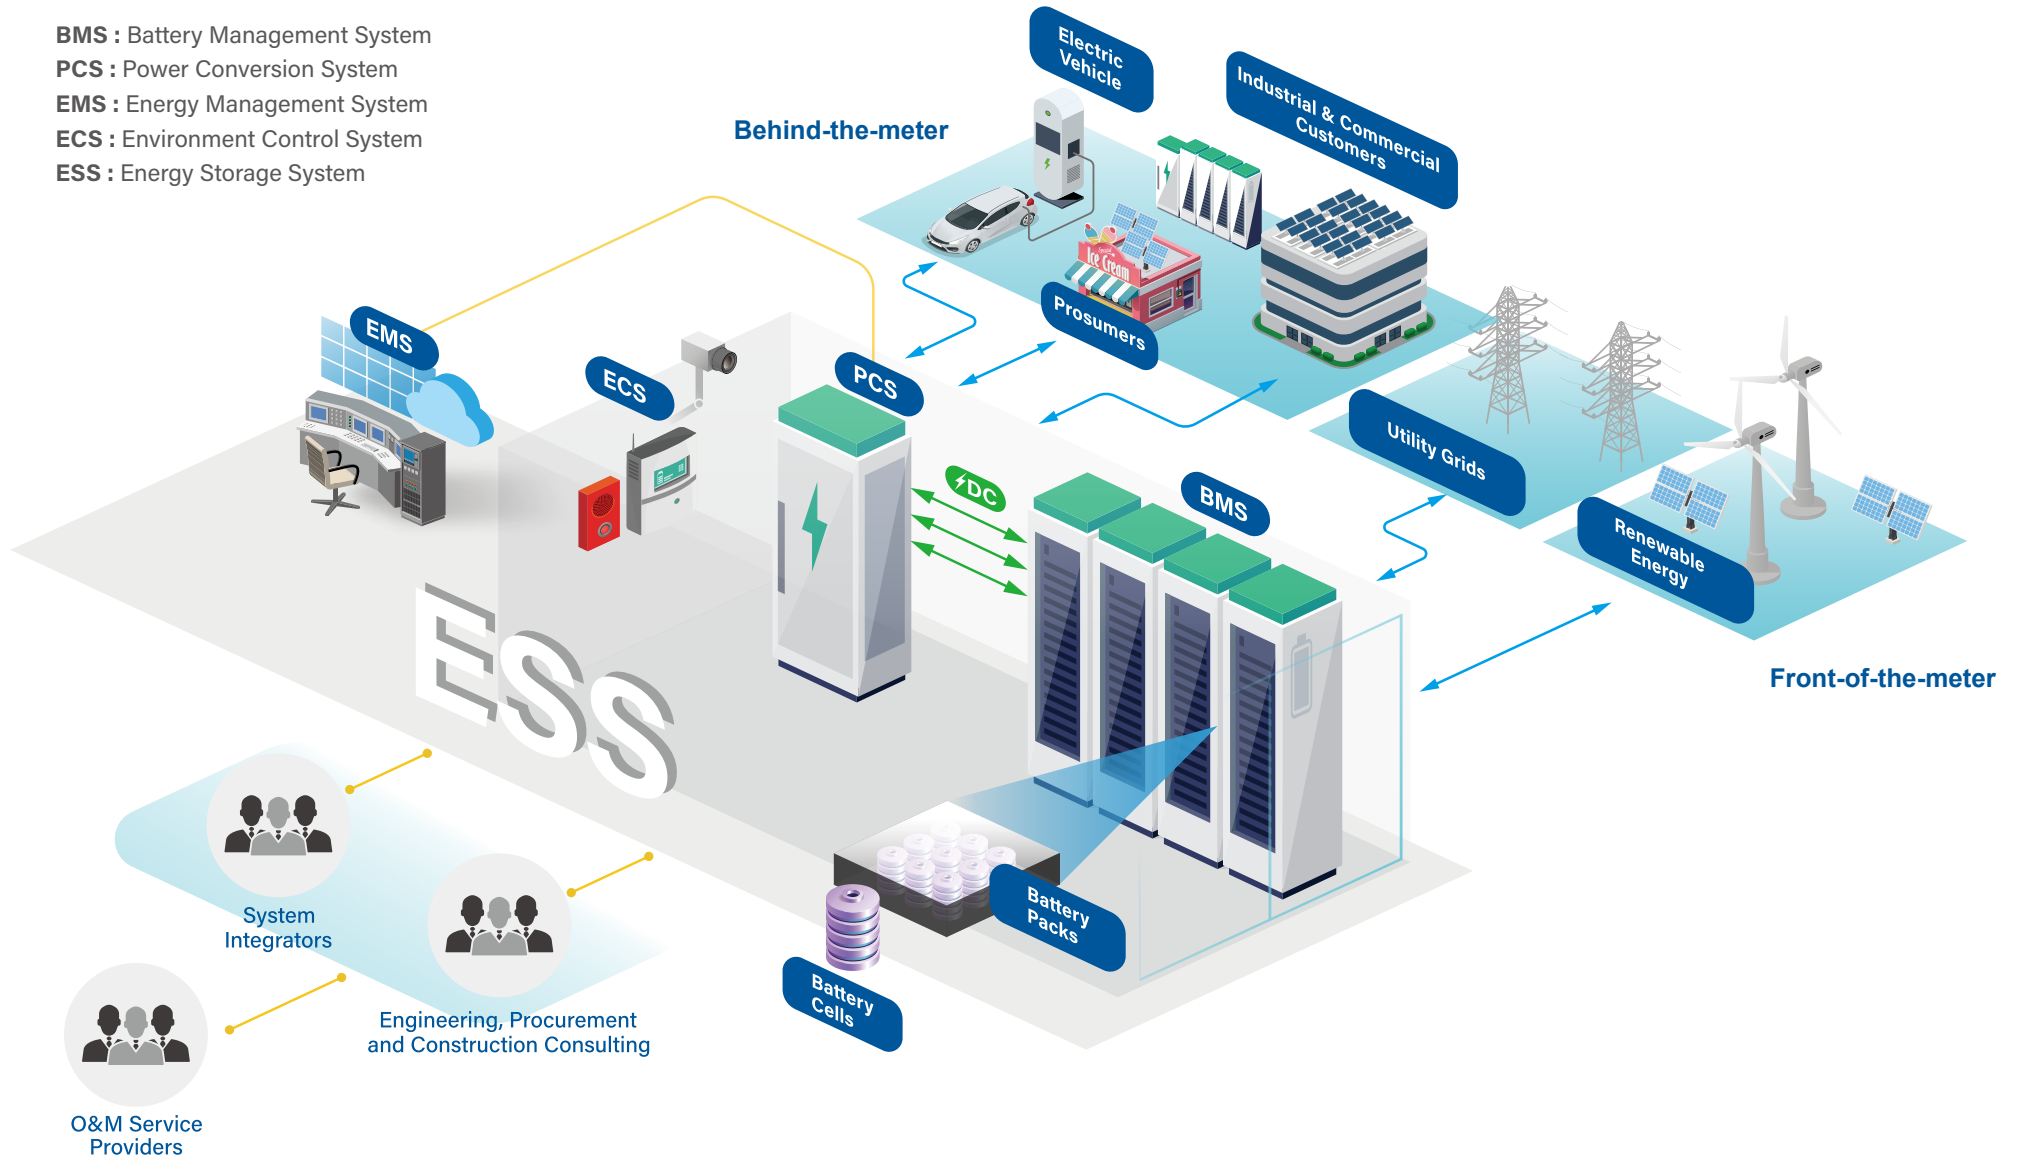 BMS : Battery Management System
PCS : Power Conversion System
EMS : Energy Management System
ECS : Environment Control System
ESS : Energy Storage System
Behind-the-meter
Electric
Vehicle
Industrial & Commercial
Customers
Ice Cream
Prosumers
EMS
ECS
PCS
DC
BMS
Utility Grids
Renewable
Energy
Front-of-the-meter
ESS
Battery
Packs
Battery
Cells
System
Integrators
Engineering, Procurement
and Construction Consulting
O&M Service
Providers